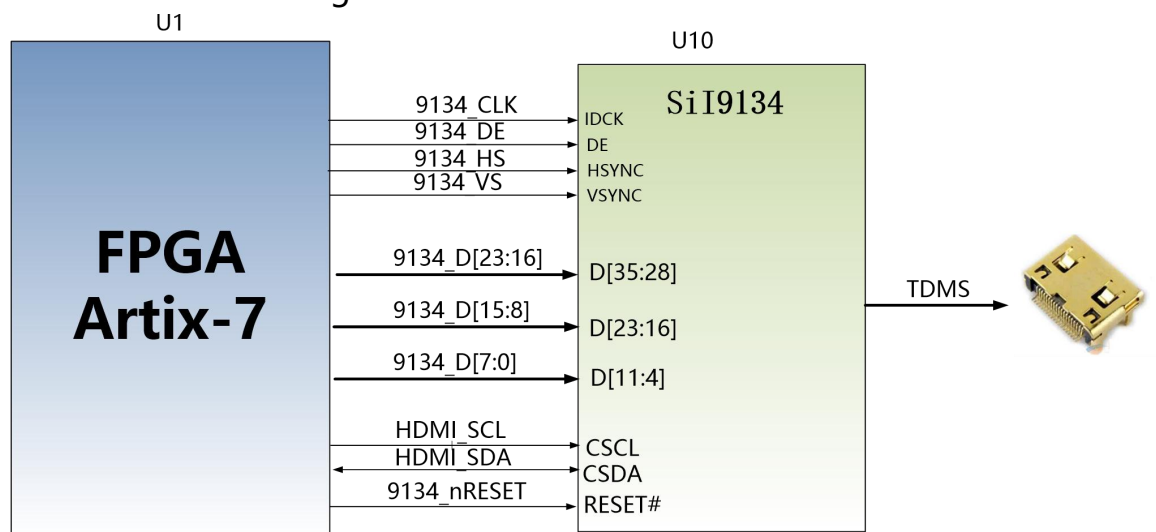 U1
U10
SiI9134
9134_CLK
IDCK
9134_DE
DE
9134_HS
HSYNC
9134_VS
VSYNC
FPGA
Artix-7
9134_D[23:16]
D[35:28]
9134_D[15:8]
D[23:16]
9134_D[7:0]
D[11:4]
TDMS
HDMI_SCL
CSCL
HDMI_SDA
CSDA
9134_nRESET
RESET#